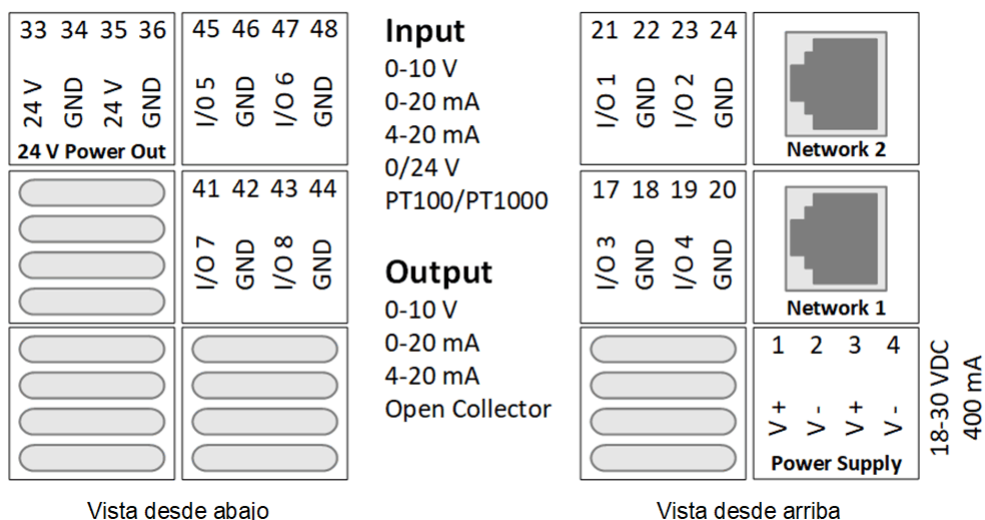 33 34 35 36
24 V GND 24 V GND
24 V Power Out
45 46 47 48
I/O 5 GND I/O 6 GND
41 42 43 44
I/O 7 GND I/O 8 GND
Vista desde abajo
Input
0-10 V
0-20 mA
4-20 mA
0/24 V
PT100/PT1000
Output
0-10 V
0-20 mA
4-20 mA
Open Collector
21 22 23 24
I/O 1 GND I/O 2 GND
Network 2
17 18 19 20
I/O 3 GND I/O 4 GND
Network 1
1 2 3 4
V + V - V + V -
Power Supply
18-30 VDC
400 mA
Vista desde arriba